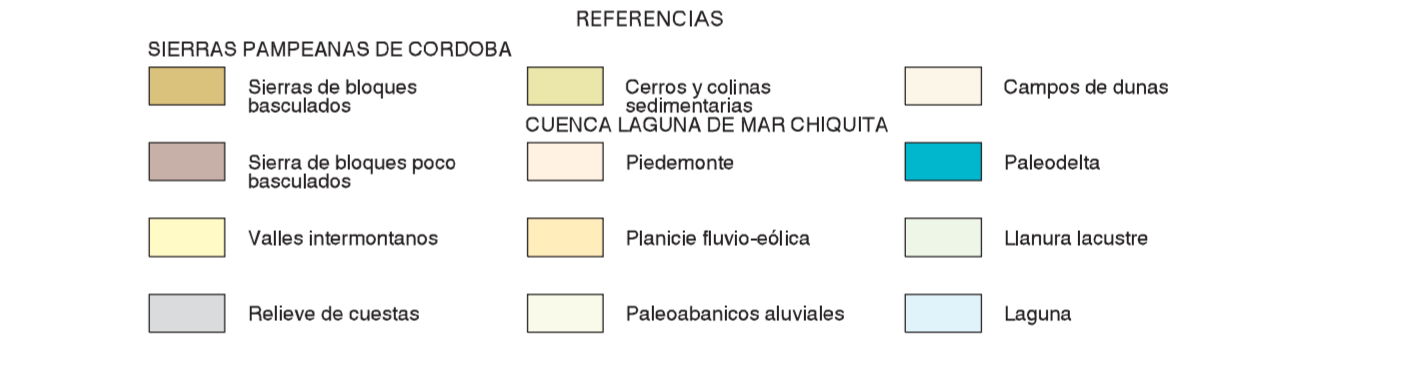 REFERENCIAS
SIERRAS PAMPEANAS DE CORDOBA
Sierras de bloques
basculados
Sierra de bloques poco
basculados
Valles intermontanos
Relieve de cuestas
Cerros y colinas
sedimentarias
CUENCA LAGUNA DE MAR CHIQUITA
Piedemonte
Planicie fluvio-eólica
Paleoabanicos aluviales
Campos de dunas
Paleodelta
Llanura lacustre
Laguna